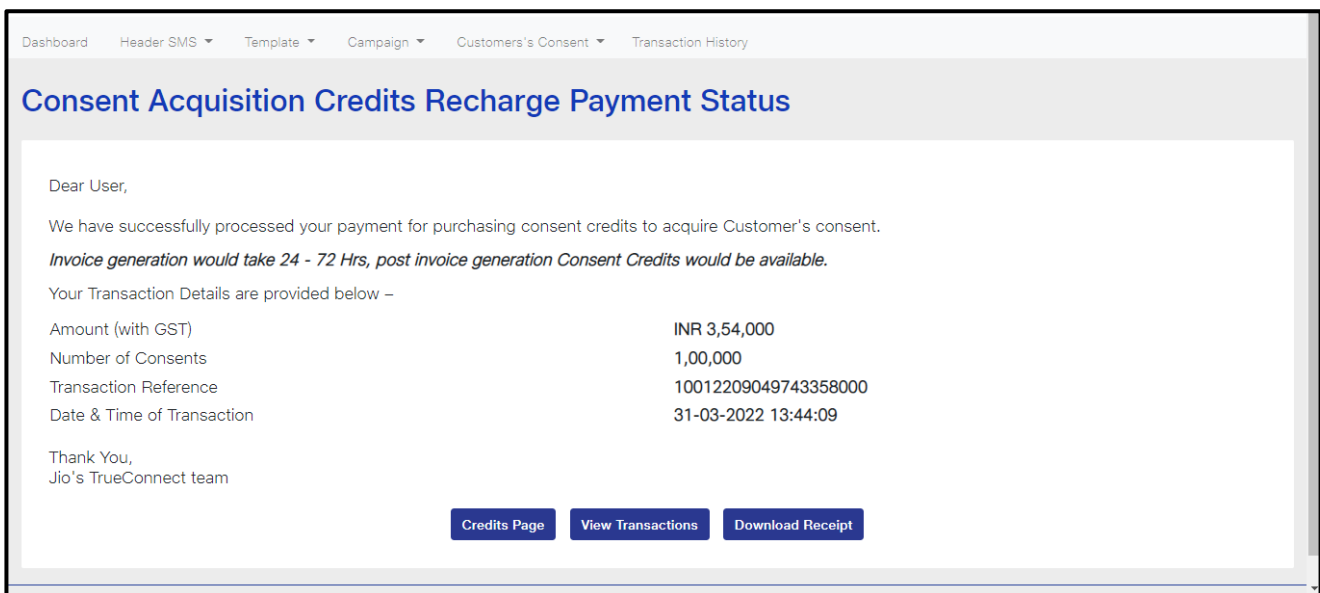 Dashboard Header SMS Template Campaign Customers's Consent Transaction History
Consent Acquisition Credits Recharge Payment Status
Dear User,
We have successfully processed your payment for purchasing consent credits to acquire Customer's consent.
Invoice generation would take 24 - 72 Hrs, post invoice generation Consent Credits would be available.
Your Transaction Details are provided below –
Amount (with GST) INR 3,54,000
Number of Consents 1,00,000
Transaction Reference 10012209049743358000
Date & Time of Transaction 31-03-2022 13:44:09
Thank You,
Jio's TrueConnect team
Credits Page View Transactions Download Receipt